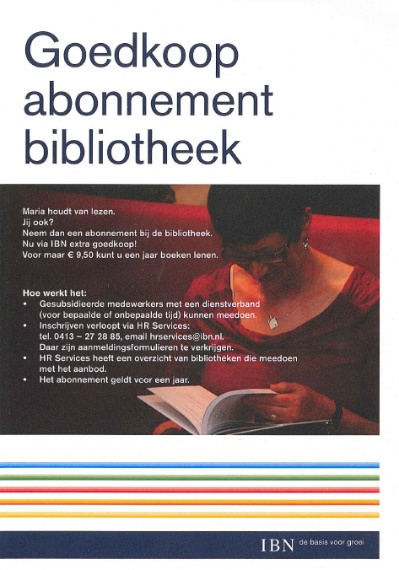 Goedkoop
abonnement
bibliotheek
Maria houdt van lezen.
Jij ook?
Neem dan een abonnement bij de bibliotheek.
Nu via IBN extra goedkoop!
Voor maar € 9,50 kunt u een jaar boeken lenen.
Hoe werkt het:
• Gesubsidieerde medewerkers met een dienstverband
(voor bepaalde of onbepaalde tijd) kunnen meedoen.
• Inschrijven verloopt via HR Services:
tel. 0413 – 27 28 85, email hrservices@ibn.nl.
Daar zijn aanmeldingsformulieren te verkrijgen.
• HR Services heeft een overzicht van bibliotheken die meedoen
met het aanbod.
• Het abonnement geldt voor een jaar.
IBN de basis voor groei